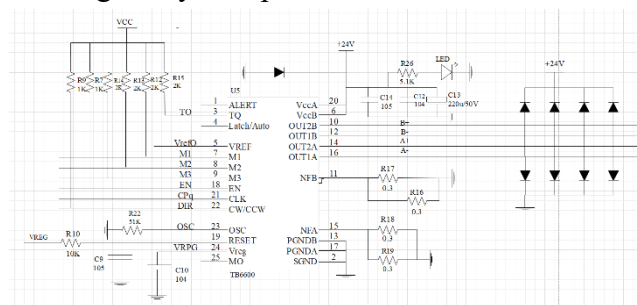 VCC
+24V
R26
5.1K
LED
+24V
R9 R7 R14 R13 R12 R15
1K 1K 2K 2K 2K
C14
105
C12
104
C13
220u/50V
U5
TO
1 ALERT
3 TQ
4 Latch/Auto
VrefO 5 VREF
M1 7 M1
M2 8 M2
M3 9 M3
EN 18 EN
CPq 21 CLK
DIR 22 CW/CCW
VccA 20
VccB 6
OUT2B 10 B+
OUT1B 12 B-
OUT2A 14 A+
OUT1A 16 A-
NFB 11
R17
0.3
R16
0.3
R22
51K
OSC 23 OSC
19 RESET
VRPG 24 Vreg
25 MO
TB6600
VREG
R10
10K
C9
105
C10
104
NFA 15
PGNDB 13
PGNDA 17
SGND 2
R18
0.3
R19
0.3